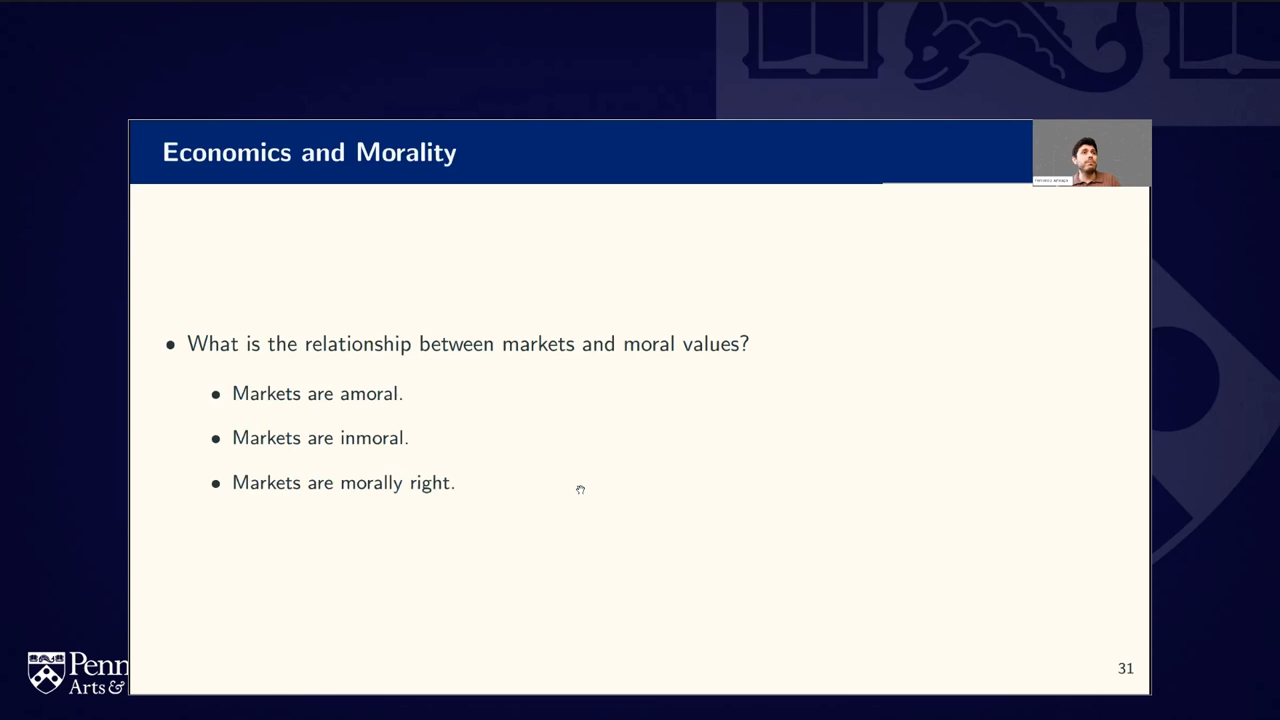 Economics and Morality
• What is the relationship between markets and moral values?
• Markets are amoral.
• Markets are inmoral.
• Markets are morally right.
31
Penn
Arts &